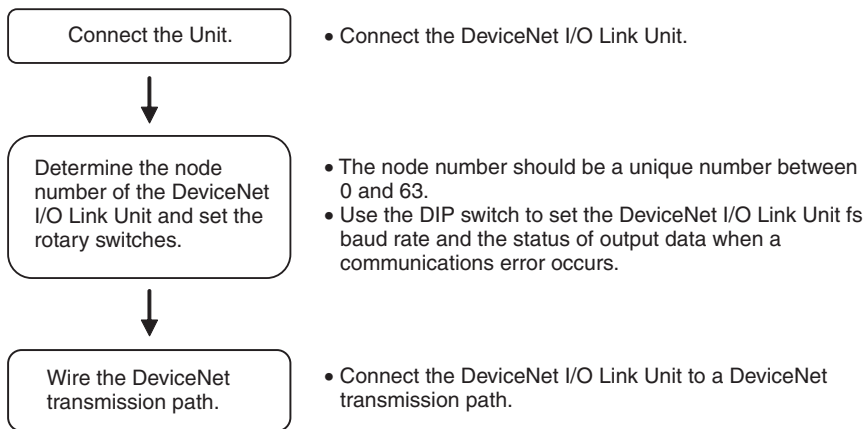 Connect the Unit.
• Connect the DeviceNet I/O Link Unit.
Determine the node
number of the DeviceNet
I/O Link Unit and set the
rotary switches.
• The node number should be a unique number between
0 and 63.
• Use the DIP switch to set the DeviceNet I/O Link Unit fs
baud rate and the status of output data when a
communications error occurs.
Wire the DeviceNet
transmission path.
• Connect the DeviceNet I/O Link Unit to a DeviceNet
transmission path.